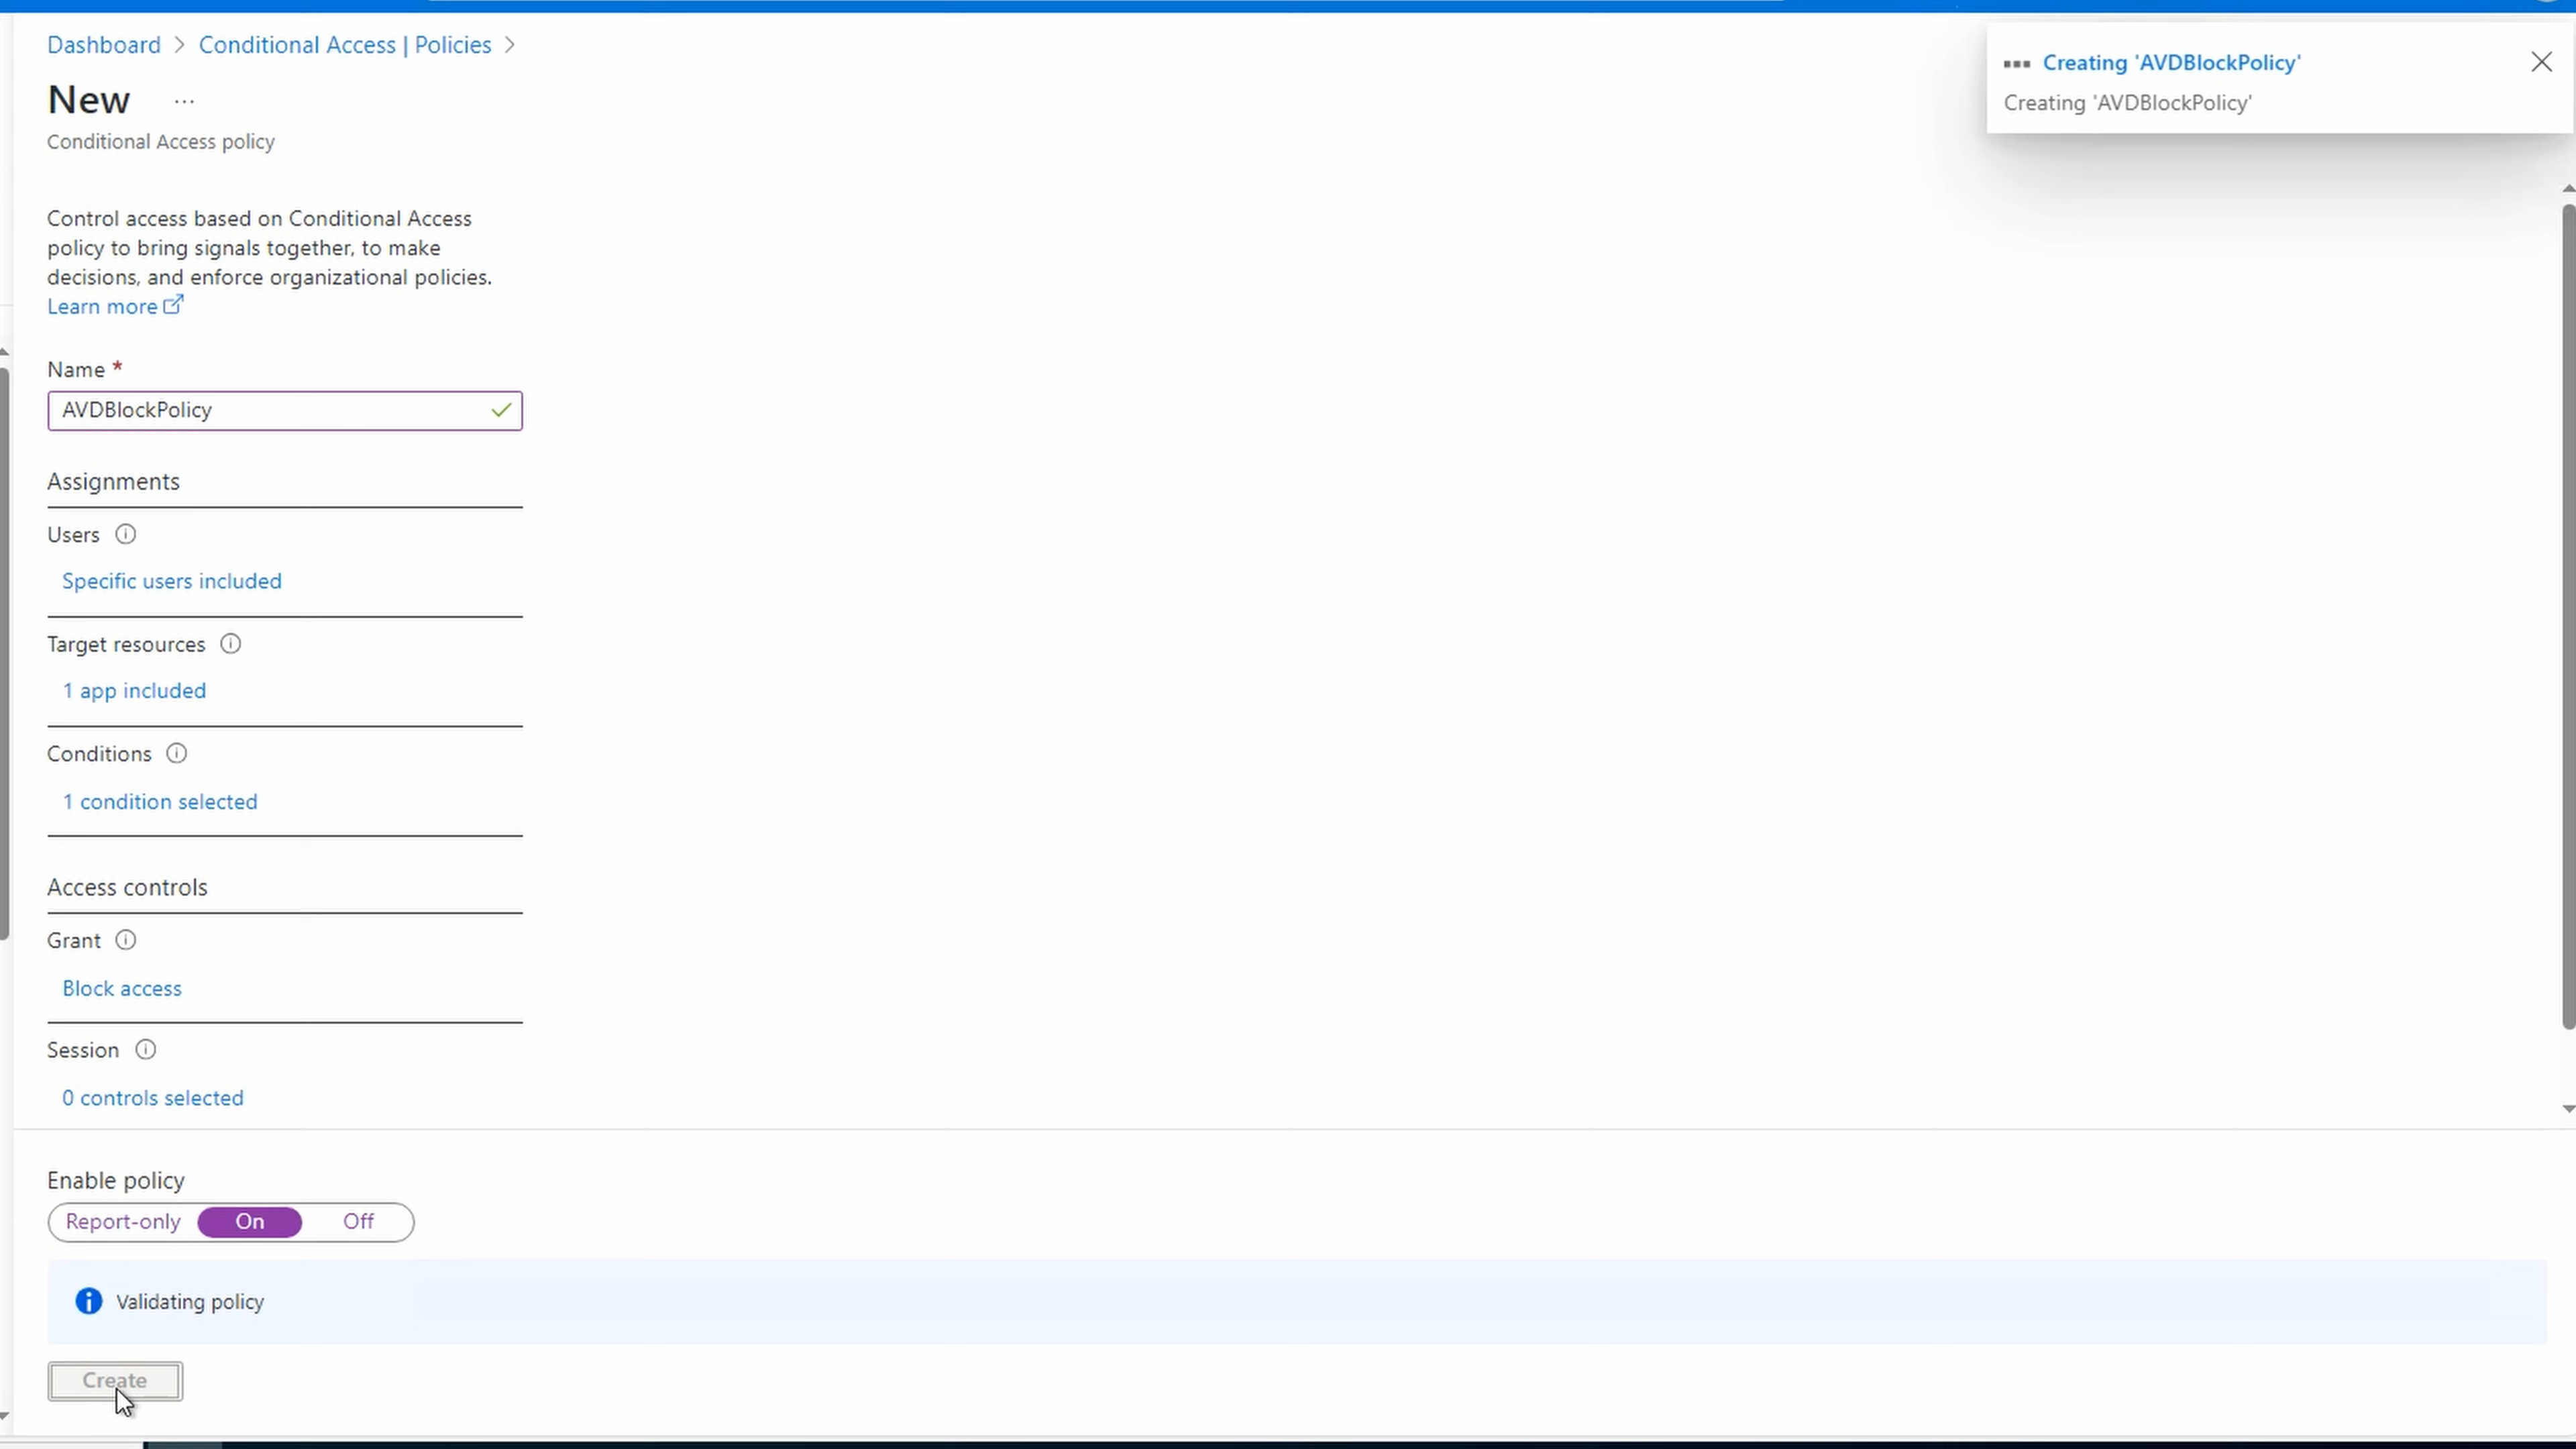 Dashboard > Conditional Access | Policies >
New ...
Conditional Access policy
Creating 'AVDBlockPolicy'
Creating 'AVDBlockPolicy'
Control access based on Conditional Access
policy to bring signals together, to make
decisions, and enforce organizational policies.
Learn more
Name *
AVDBlockPolicy
Assignments
Users
Specific users included
Target resources
1 app included
Conditions
1 condition selected
Access controls
Grant
Block access
Session
0 controls selected
Enable policy
Report-only On Off
Validating policy
Create